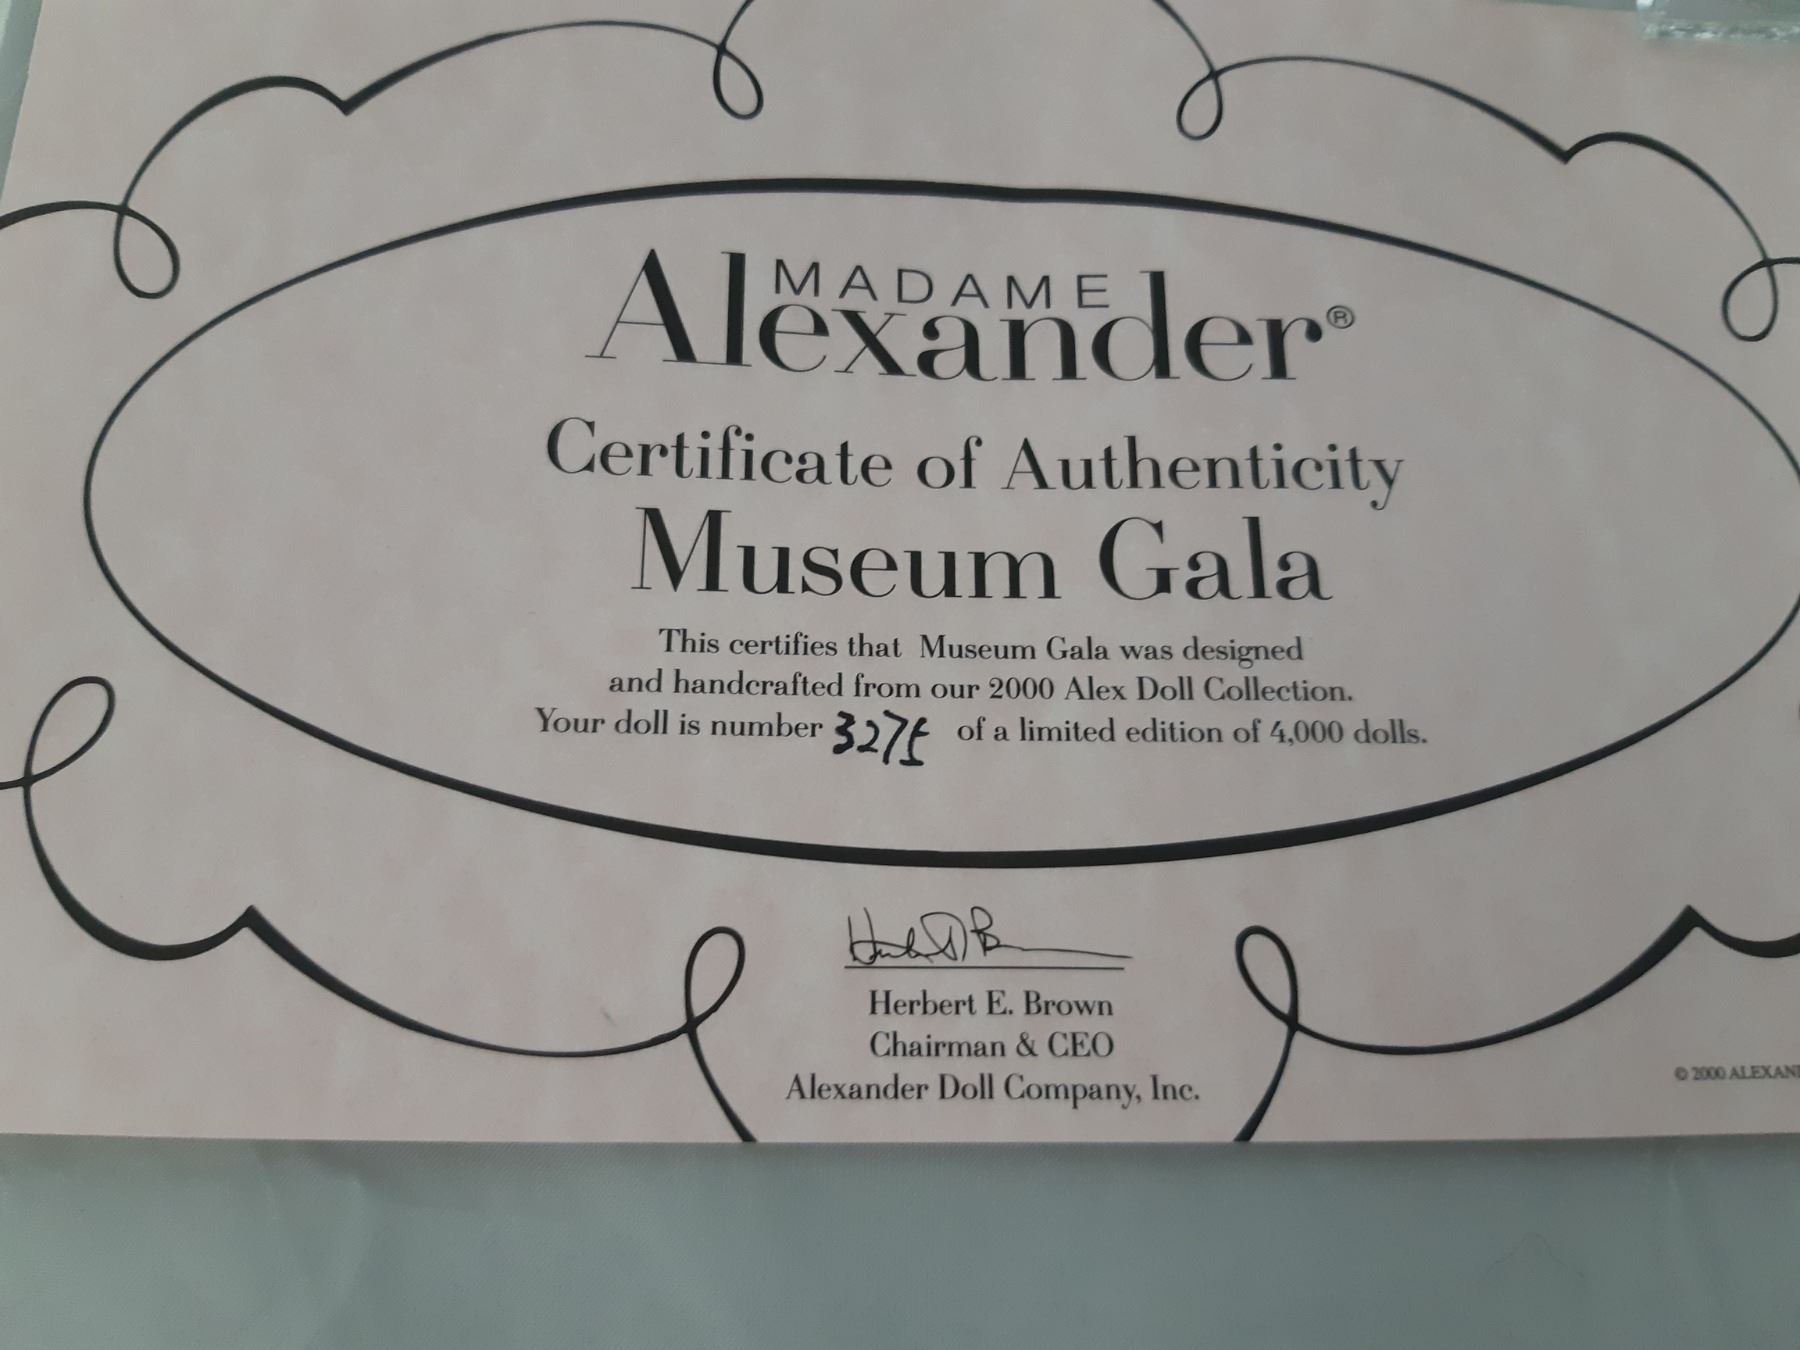 MADAME
Alexander®
Certificate of Authenticity
Museum Gala
This certifies that Museum Gala was designed
and handcrafted from our 2000 Alex Doll Collection.
Your doll is number 3275 of a limited edition of 4,000 dolls.
Herbert E. Brown
Chairman & CEO
Alexander Doll Company, Inc.
© 2000 ALEXAN